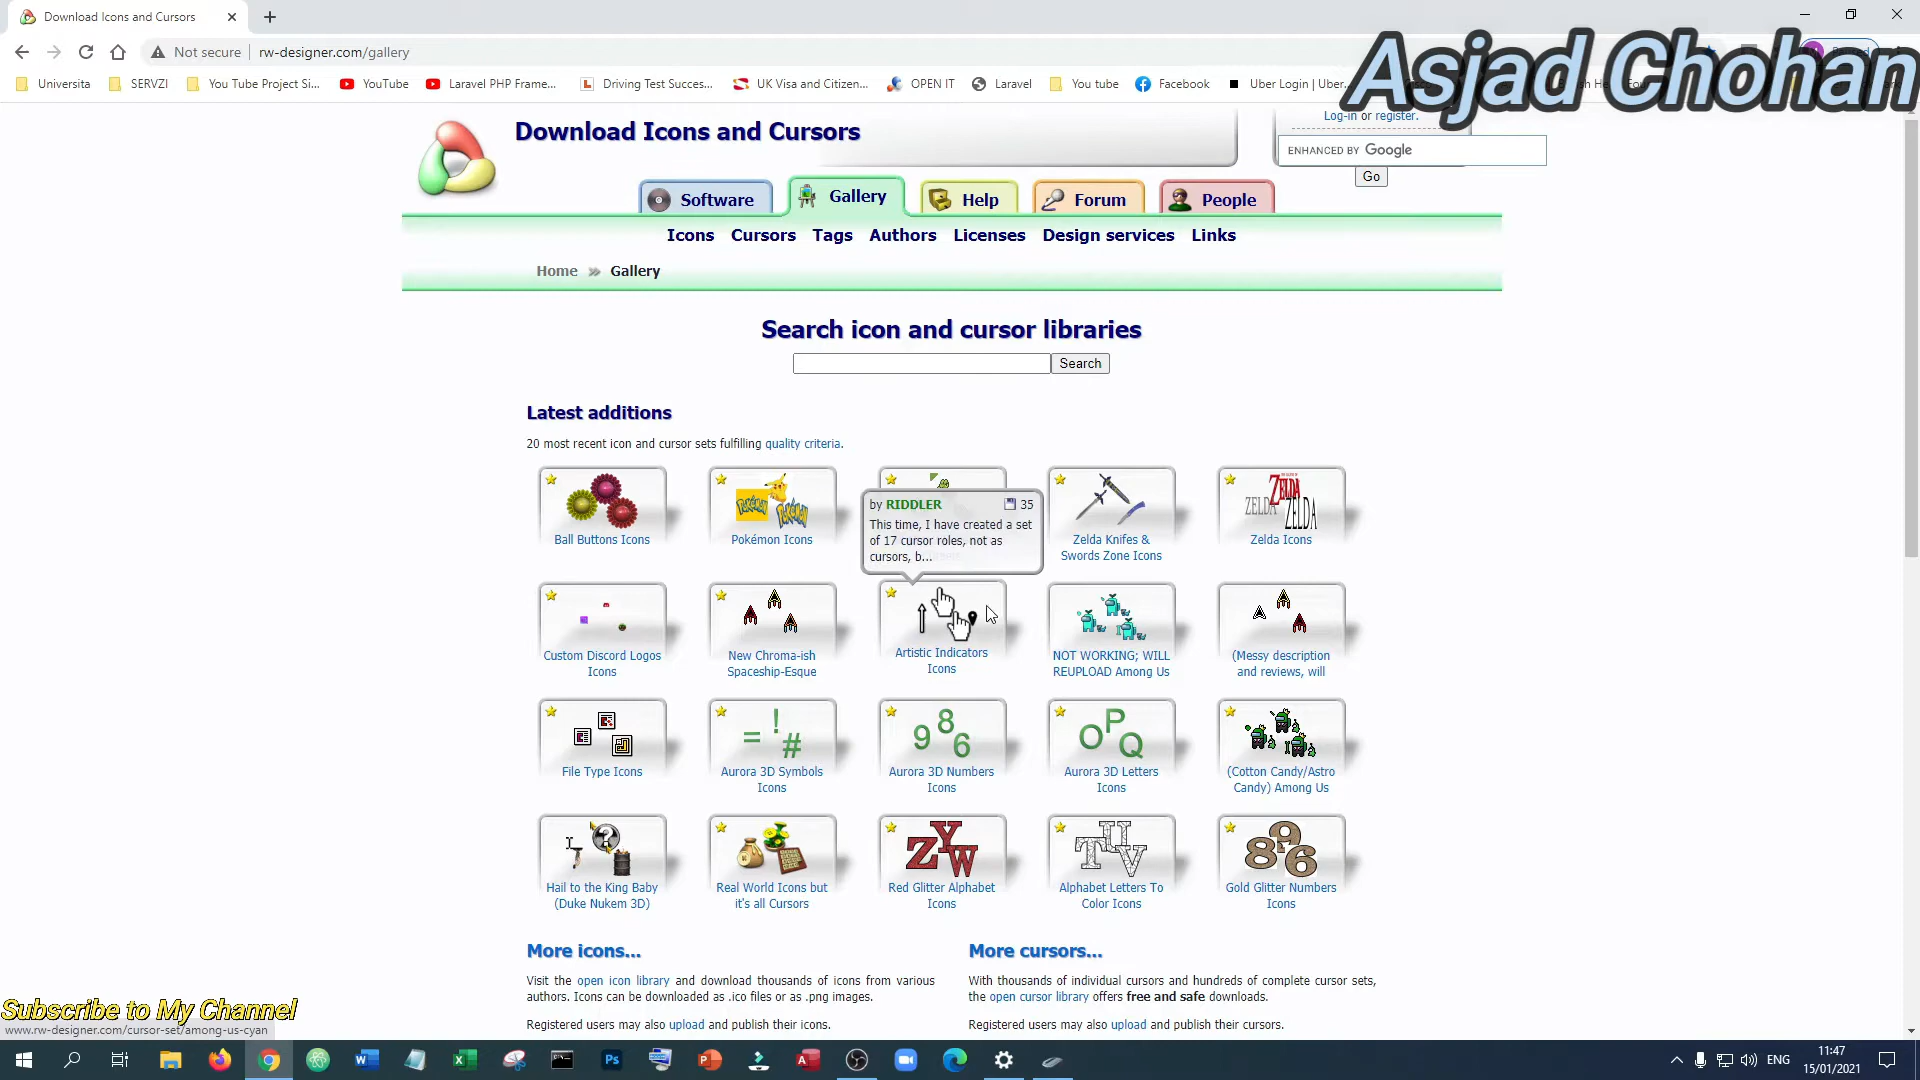 Download Icons and Cursors
Not secure
rw-designer.com/gallery
Asjad Chohan
Universita
SERVZI
You Tube Project Si...
YouTube
Laravel PHP Frame...
Driving Test Succes...
UK Visa and Citizen...
OPEN IT
Laravel
You tube
Facebook
Uber Login | Uber...
Download Icons and Cursors
Log-in or register.
ENHANCED BY Google
Go
Software
Gallery
Help
Forum
People
Icons Cursors Tags Authors Licenses Design services Links
Home » Gallery
Search icon and cursor libraries
Search
Latest additions
20 most recent icon and cursor sets fulfilling quality criteria.
by RIDDLER 35
This time, I have created a set
of 17 cursor roles, not as
cursors, b...
POKéMON
POKéMON
ZELDA
ZELDA
ZELDA
Ball Buttons Icons
Pokémon Icons
Zelda Knifes &
Swords Zone Icons
Zelda Icons
Custom Discord Logos
Icons
New Chroma-ish
Spaceship-Esque
Artistic Indicators
Icons
NOT WORKING; WILL
REUPLOAD Among Us
(Messy description
and reviews, will
= ! #
9 8 6
O P Q
File Type Icons
Aurora 3D Symbols
Icons
Aurora 3D Numbers
Icons
Aurora 3D Letters
Icons
(Cotton Candy/Astro
Candy) Among Us
?
Z Y W
T U V
8 9 6
Hail to the King Baby
(Duke Nukem 3D)
Real World Icons but
it's all Cursors
Red Glitter Alphabet
Icons
Alphabet Letters To
Color Icons
Gold Glitter Numbers
Icons
More icons...
Visit the open icon library and download thousands of icons from various
authors. Icons can be downloaded as .ico files or as .png images.
Registered users may also upload and publish their icons.
More cursors...
With thousands of individual cursors and hundreds of complete cursor sets,
the open cursor library offers free and safe downloads.
Registered users may also upload and publish their cursors.
Subscribe to My Channel
www.rw-designer.com/cursor-set/among-us-cyan
ENG
11:47
15/01/2021